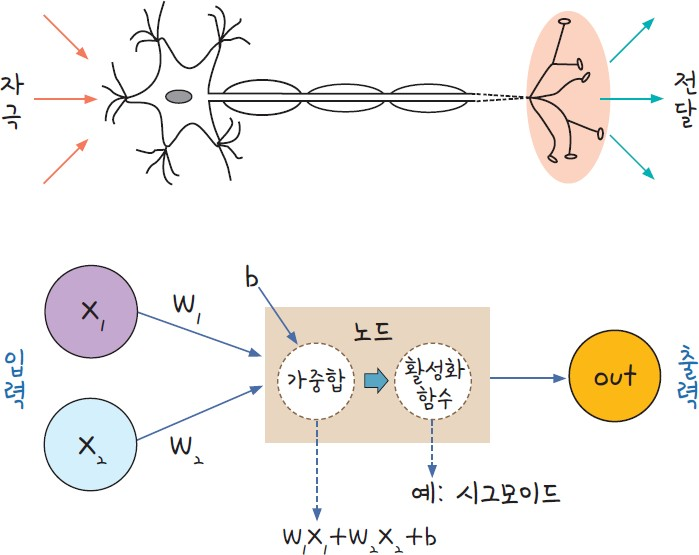 자극
전달
b
X₁
W₁
노드
입력
가중합
활성화
함수
out
출력
X₂
W₂
예: 시그모이드
W₁X₁+W₂X₂+b